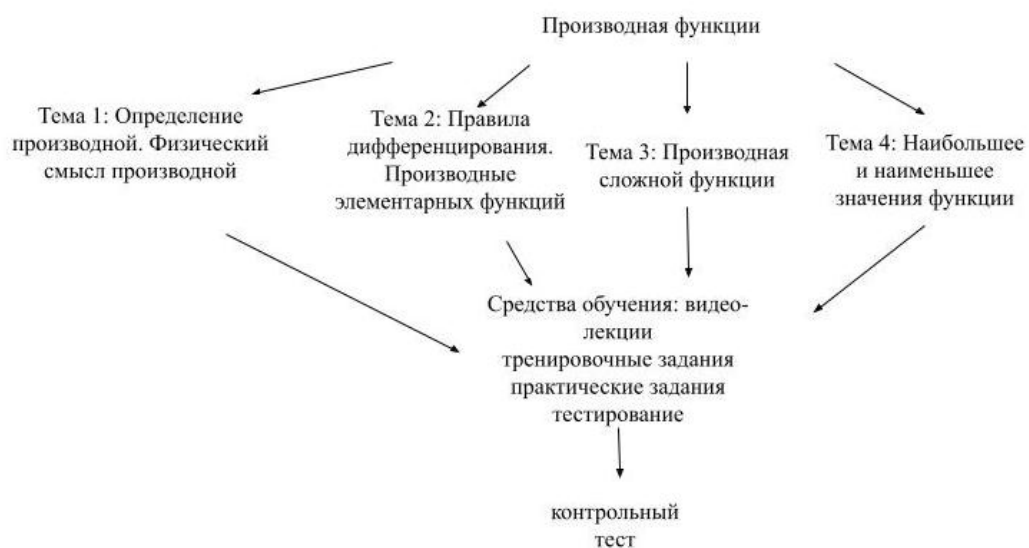 Производная функции
Тема 1: Определение
производной. Физический
смысл производной
Тема 2: Правила
дифференцирования.
Производные
элементарных функций
Тема 3: Производная
сложной функции
Тема 4: Наибольшее
и наименьшее
значения функции
Средства обучения: видео-
лекции
тренировочные задания
практические задания
тестирование
контрольный
тест